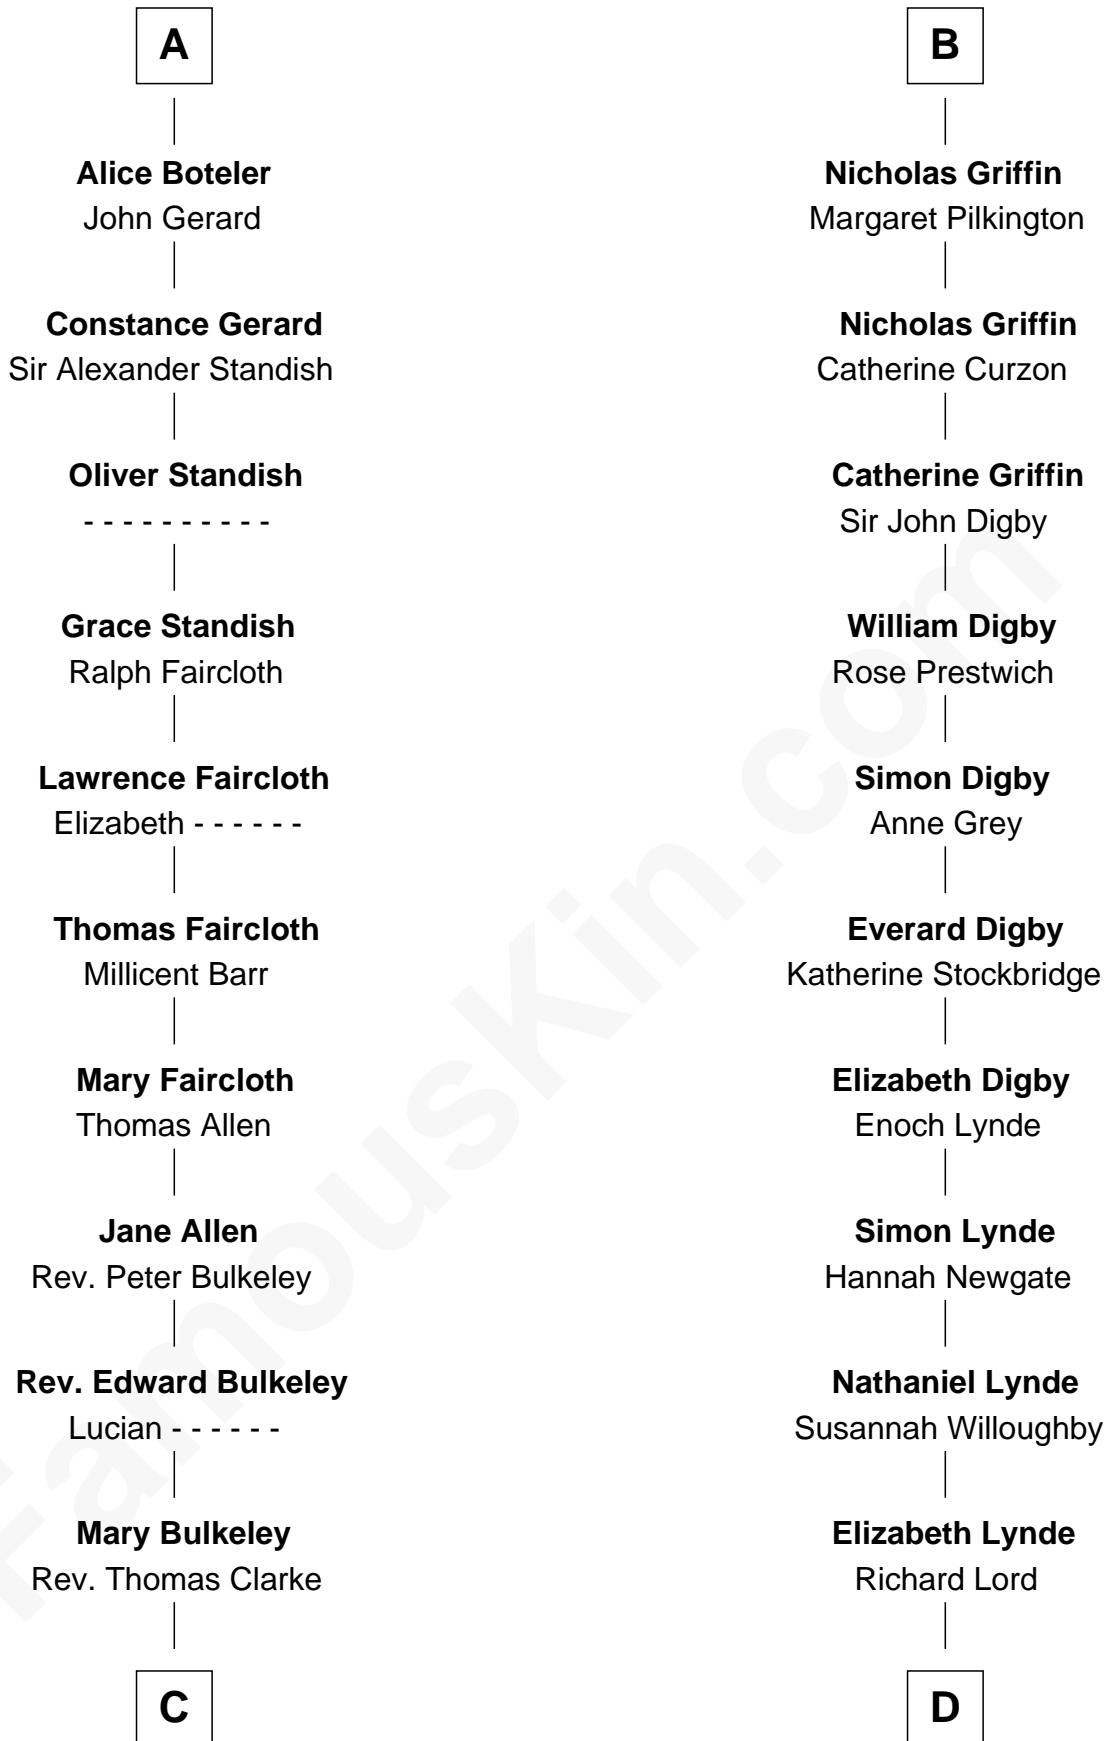 A
Alice Boteler
John Gerard
Constance Gerard
Sir Alexander Standish
Oliver Standish
- - - - - - - - - -
Grace Standish
Ralph Faircloth
Lawrence Faircloth
Elizabeth - - - - - -
Thomas Faircloth
Millicent Barr
Mary Faircloth
Thomas Allen
Jane Allen
Rev. Peter Bulkeley
Rev. Edward Bulkeley
Lucian - - - - - -
Mary Bulkeley
Rev. Thomas Clarke
C
B
Nicholas Griffin
Margaret Pilkington
Nicholas Griffin
Catherine Curzon
Catherine Griffin
Sir John Digby
William Digby
Rose Prestwich
Simon Digby
Anne Grey
Everard Digby
Katherine Stockbridge
Elizabeth Digby
Enoch Lynde
Simon Lynde
Hannah Newgate
Nathaniel Lynde
Susannah Willoughby
Elizabeth Lynde
Richard Lord
D
FamousKin.com